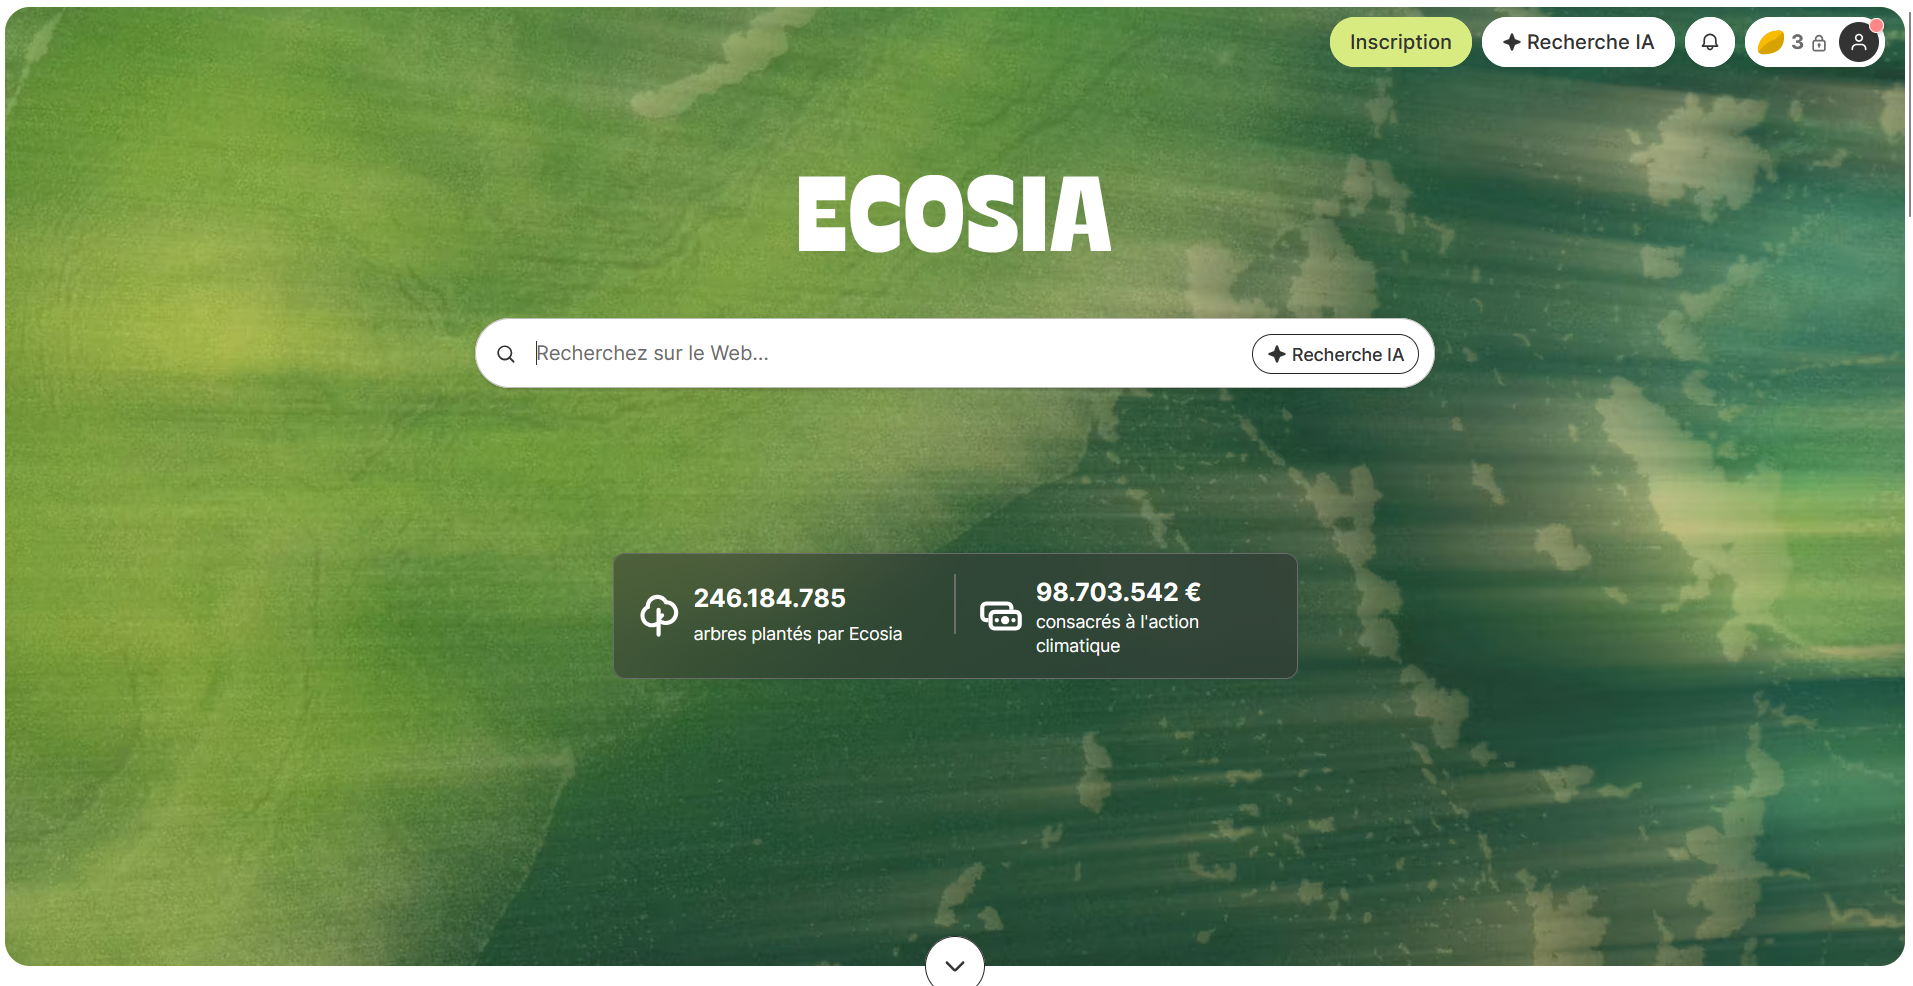 Inscription
Recherche IA
3
ECOSIA
Recherchez sur le Web...
Recherche IA
246.184.785
arbres plantés par Ecosia
98.703.542 €
consacrés à l'action
climatique